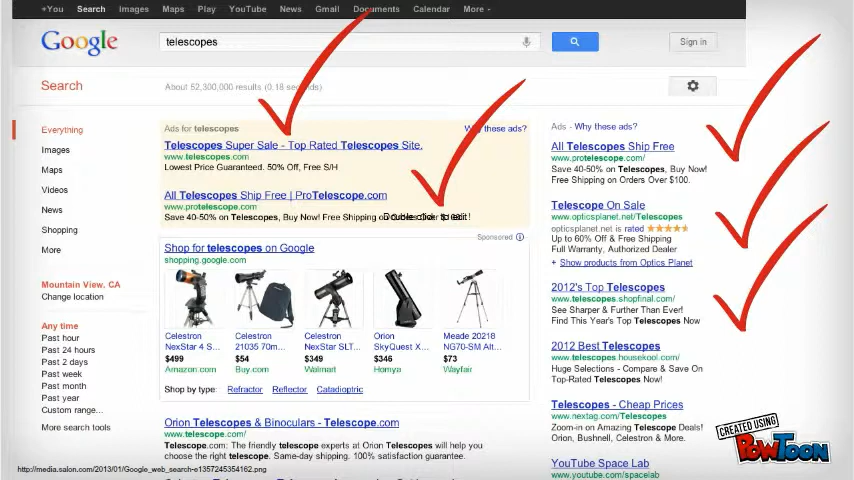 +You Search Images Maps Play YouTube News Gmail Documents Calendar More
Google
telescopes
Sign in
Search
About 52,300,000 results (0.18 seconds)
Everything
Images
Maps
Videos
News
Shopping
More
Mountain View, CA
Change location
Any time
Past hour
Past 24 hours
Past 2 days
Past week
Past month
Past year
Custom range...
More search tools
Ads for telescopes
Why these ads?
Telescopes Super Sale - Top Rated Telescopes Site.
www.telescopes.com
Lowest Price Guaranteed. 50% Off, Free S/H
All Telescopes Ship Free | ProTelescope.com
www.protelescope.com/
Save 40-50% on Telescopes, Buy Now! Free Shipping
Sponsored
Shop for telescopes on Google
shopping.google.com
Celestron
NexStar 4 S...
$499
Amazon.com
Celestron
21035 70m...
$54
Buy.com
Celestron
NexStar SLT...
$349
Walmart
Orion
SkyQuest X...
$346
Homya
Meade 20218
NG70-SM Alt...
$73
Wayfair
Shop by type: Refractor Reflector Catadioptric
Orion Telescopes & Binoculars - Telescope.com
www.telescope.com/
Telescope.com: The friendly telescope experts at Orion Telescopes will help you
choose the right telescope. Same-day shipping. 100% satisfaction guarantee.
Ads - Why these ads?
All Telescopes Ship Free
www.protelescope.com/
Save 40-50% on Telescopes, Buy Now!
Free Shipping on Orders Over $100.
Telescope On Sale
www.opticsplanet.net/Telescopes
opticsplanet.net is rated
Up to 60% Off & Free Shipping
Full Warranty, Authorized Dealer
+ Show products from Optics Planet
2012's Top Telescopes
www.telescopes.shopfinal.com/
See Sharper & Further Than Ever!
Find This Year's Top Telescopes Now
2012 Best Telescopes
www.telescopes.housekool.com/
Huge Selections - Compare & Save On
Top-Rated Telescopes Now!
Telescopes - Cheap Prices
www.nextag.com/Telescopes
Zoom-in on Amazing Telescope Deals!
Orion, Bushnell, Celestron & More.
YouTube Space Lab
www.youtube.com/spacelab
http://media.salon.com/2013/01/Google_web_search-e1357245354162.png
CREATED USING
POWTOON